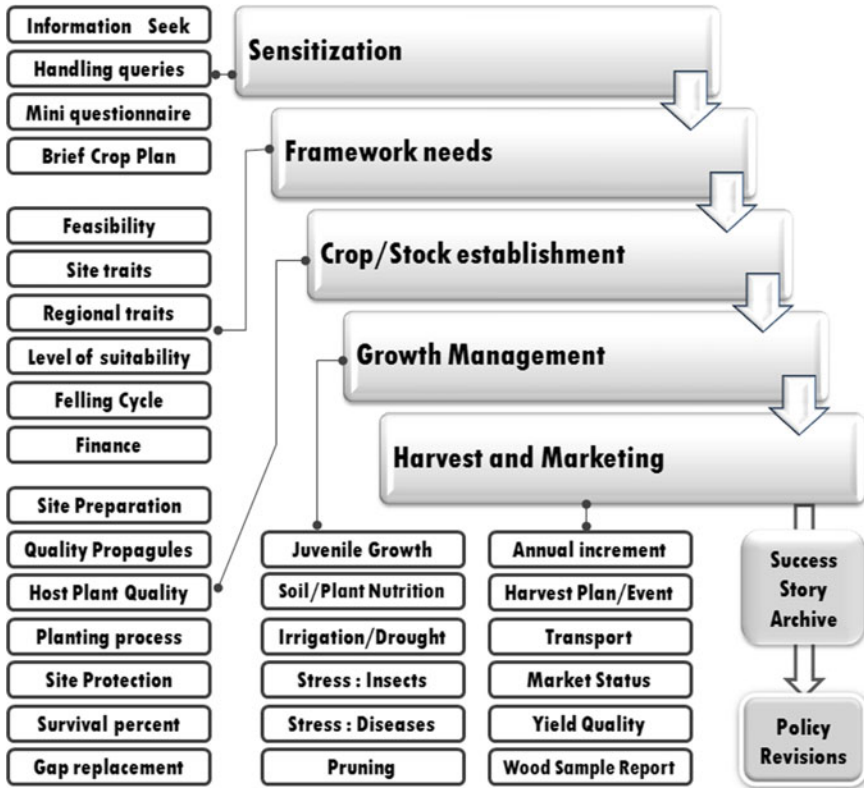 Information Seek
Handling queries
Mini questionnaire
Brief Crop Plan
Sensitization
Framework needs
Crop/Stock establishment
Growth Management
Harvest and Marketing
Feasibility
Site traits
Regional traits
Level of suitability
Felling Cycle
Finance
Site Preparation
Quality Propagules
Host Plant Quality
Planting process
Site Protection
Survival percent
Gap replacement
Juvenile Growth
Soil/Plant Nutrition
Irrigation/Drought
Stress : Insects
Stress : Diseases
Pruning
Annual increment
Harvest Plan/Event
Transport
Market Status
Yield Quality
Wood Sample Report
Success
Story
Archive
Policy
Revisions